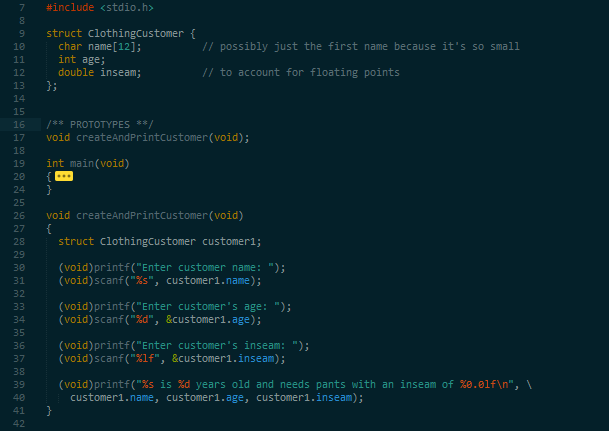 7 #include <stdio.h>
8
9 struct ClothingCustomer {
10 char name[12]; // possibly just the first name because it's so small
11 int age;
12 double inseam; // to account for floating points
13 };
14
15
16 /** PROTOTYPES **/
17 void createAndPrintCustomer(void);
18
19 int main(void)
20 {
24 }
25
26 void createAndPrintCustomer(void)
27 {
28 struct ClothingCustomer customer1;
29
30 (void)printf("Enter customer name: ");
31 (void)scanf("%s", customer1.name);
32
33 (void)printf("Enter customer's age: ");
34 (void)scanf("%d", &customer1.age);
35
36 (void)printf("Enter customer's inseam: ");
37 (void)scanf("%lf", &customer1.inseam);
38
39 (void)printf("%s is %d years old and needs pants with an inseam of %0.0lf\n", \
40 customer1.name, customer1.age, customer1.inseam);
41 }
42